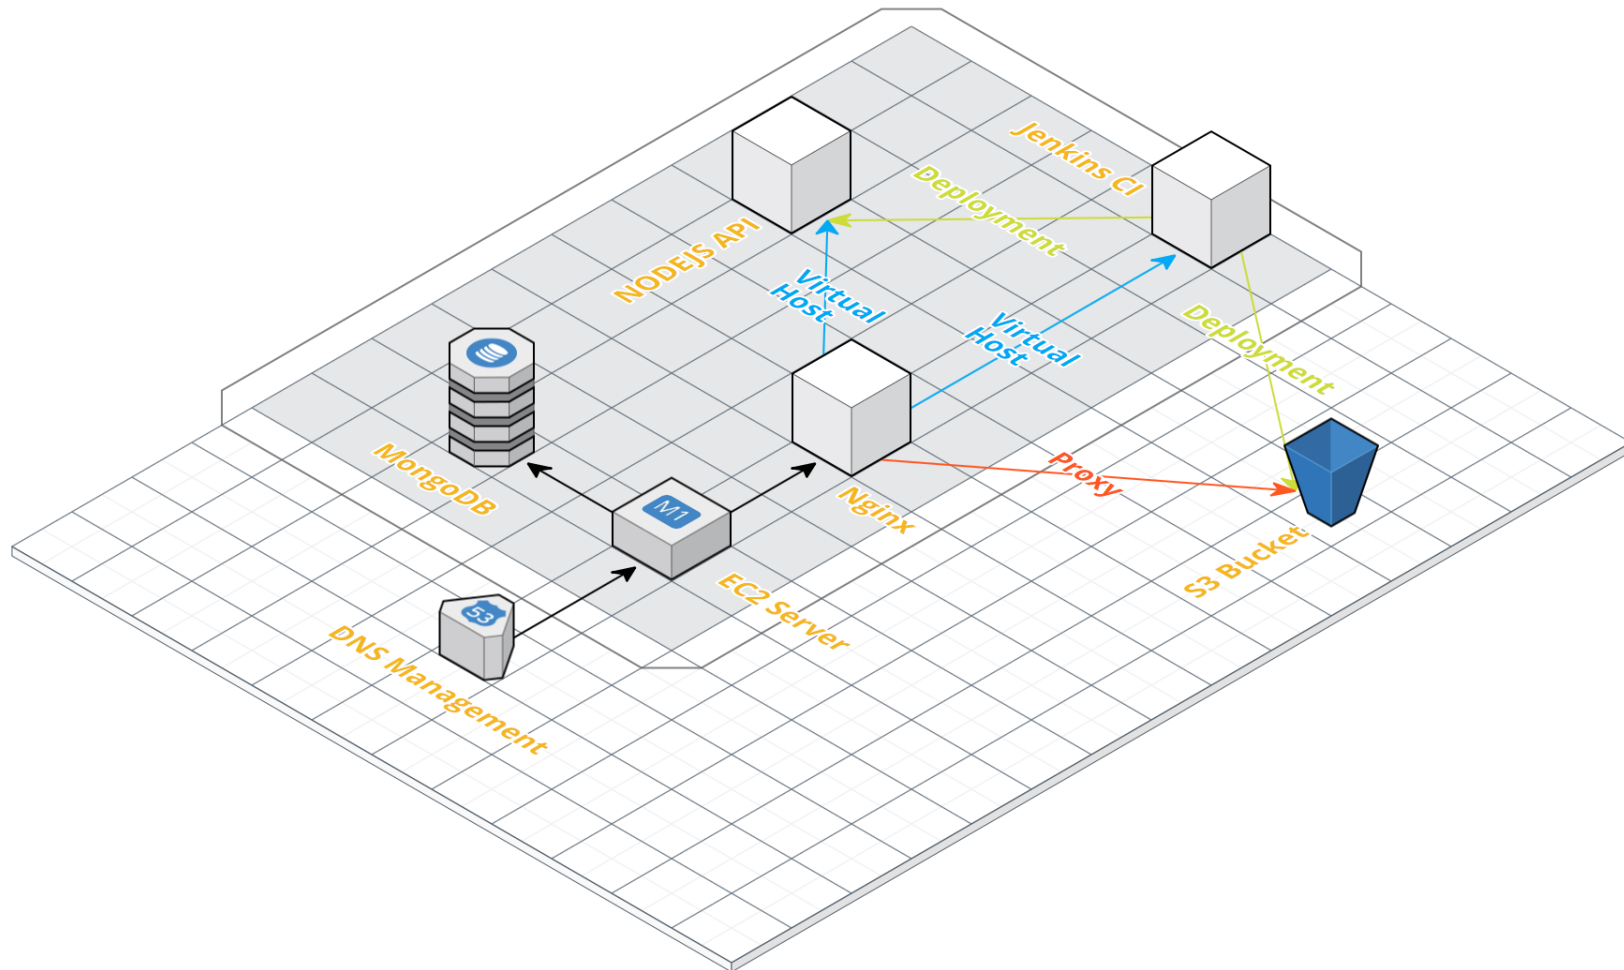 Jenkins CI
Deployment
NODEJS API
Virtual
Host
Virtual
Host
Deployment
MongoDB
Proxy
M1
Nginx
S3 Bucket
EC2 Server
53
DNS Management